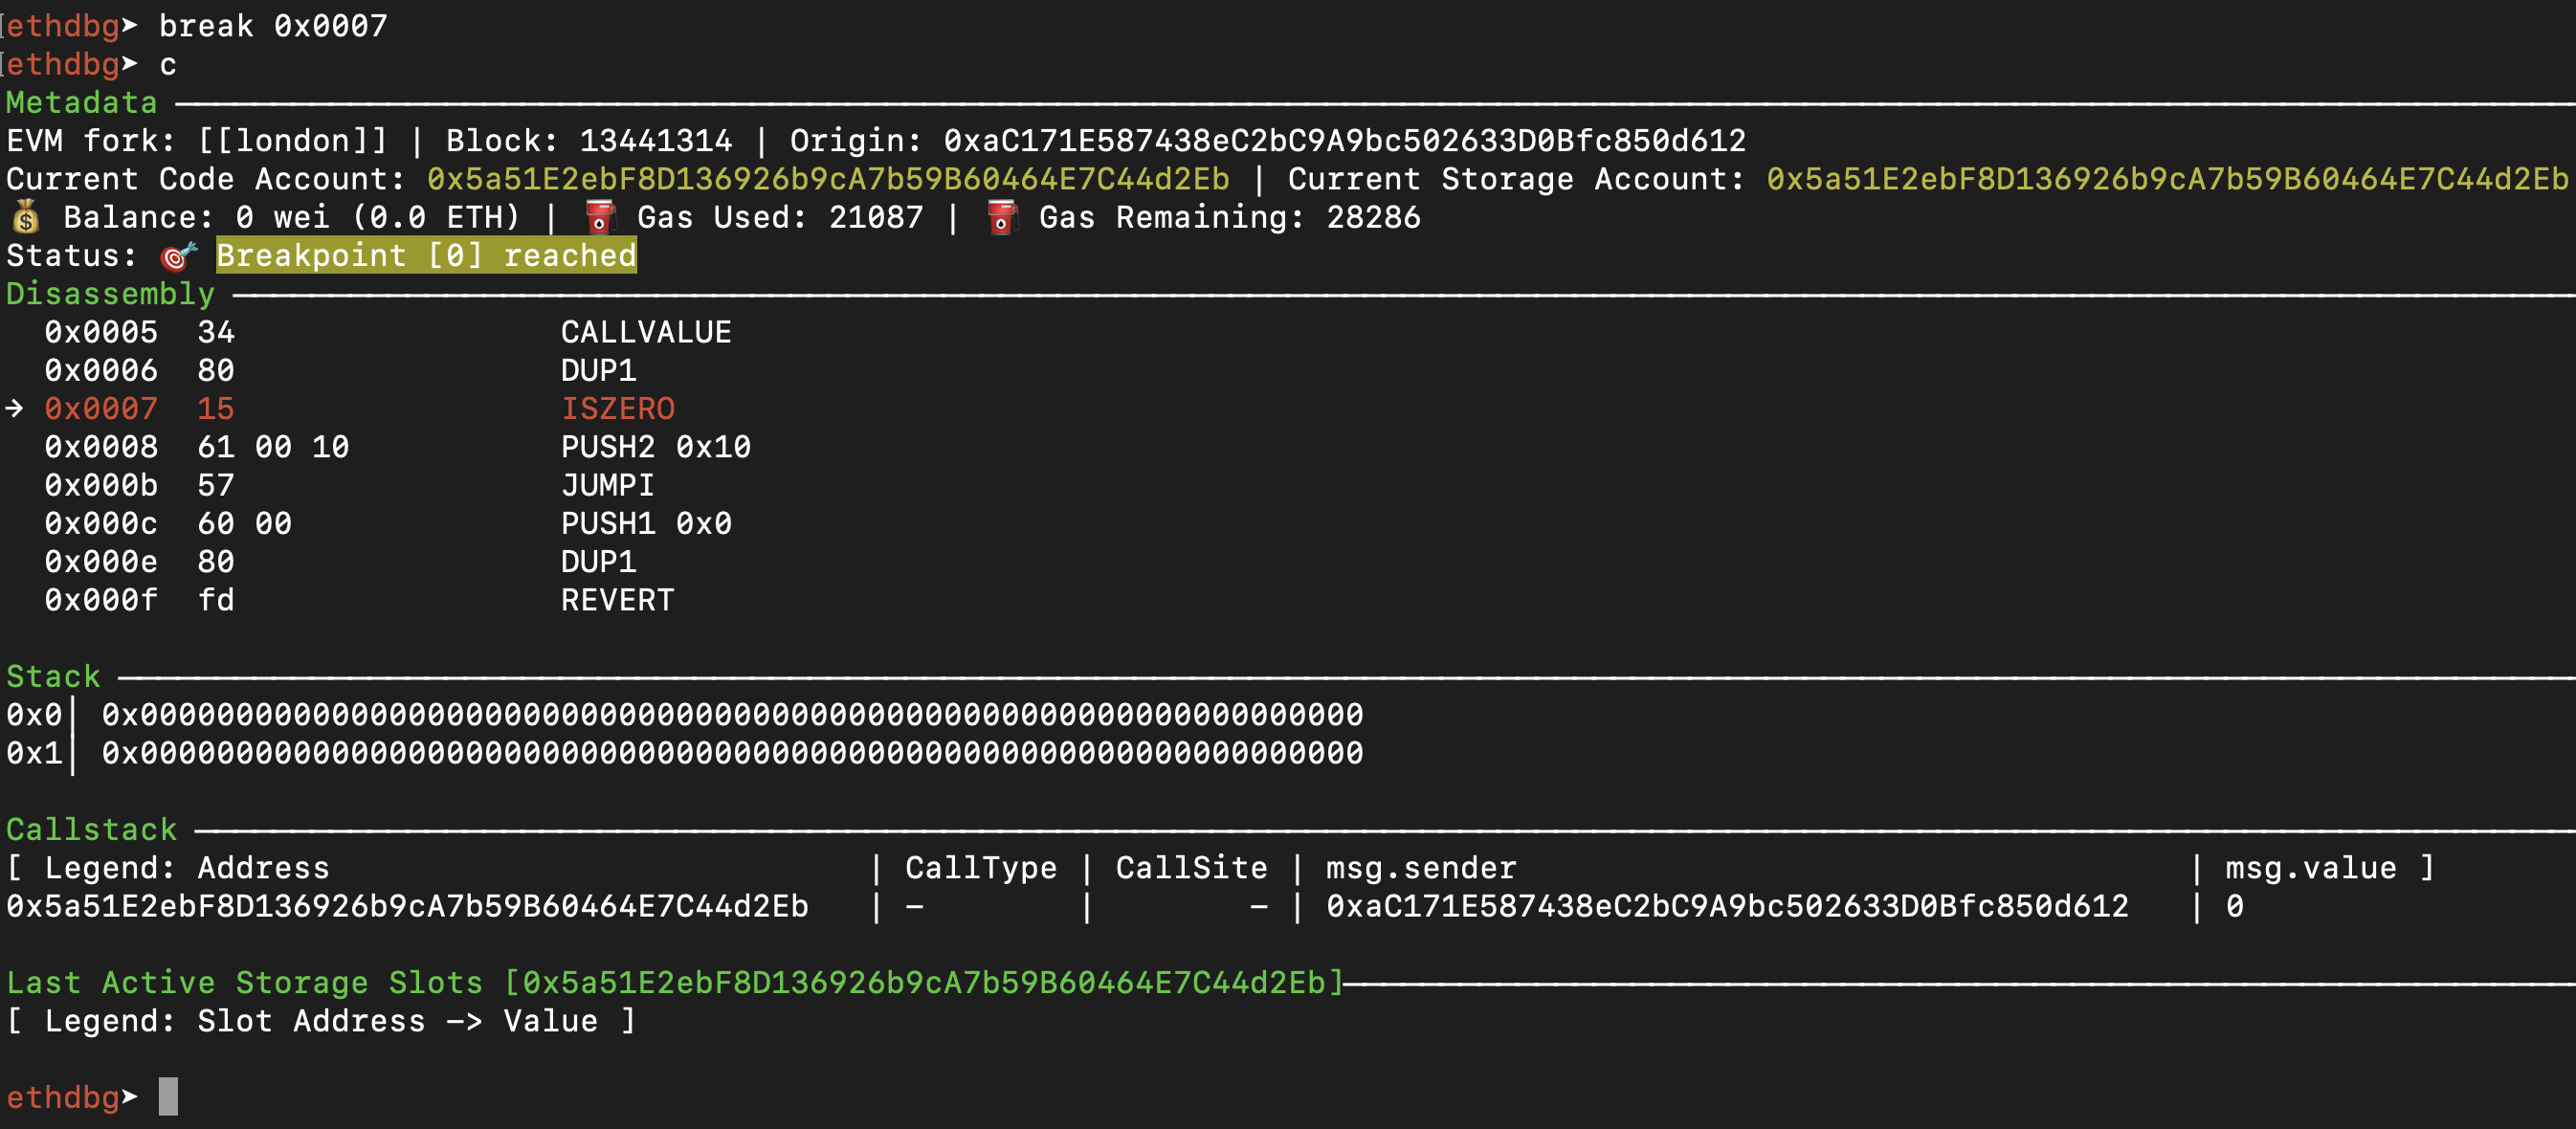 [ethdbg➤ break 0x0007
[ethdbg➤ c
Metadata
EVM fork: [[london]] | Block: 13441314 | Origin: 0xaC171E587438eC2bC9A9bc502633D0Bfc850d612
Current Code Account: 0x5a51E2ebF8D136926b9cA7b59B60464E7C44d2Eb | Current Storage Account: 0x5a51E2ebF8D136926b9cA7b59B60464E7C44d2Eb
💰 Balance: 0 wei (0.0 ETH) | ⛽ Gas Used: 21087 | ⛽ Gas Remaining: 28286
Status: 🎯 Breakpoint [0] reached
Disassembly
0x0005 34 CALLVALUE
0x0006 80 DUP1
→ 0x0007 15 ISZERO
0x0008 61 00 10 PUSH2 0x10
0x000b 57 JUMPI
0x000c 60 00 PUSH1 0x0
0x000e 80 DUP1
0x000f fd REVERT
Stack
0x0│ 0x0000000000000000000000000000000000000000000000000000000000000000
0x1│ 0x0000000000000000000000000000000000000000000000000000000000000000
Callstack
[ Legend: Address | CallType | CallSite | msg.sender | msg.value ]
0x5a51E2ebF8D136926b9cA7b59B60464E7C44d2Eb | – | – | 0xaC171E587438eC2bC9A9bc502633D0Bfc850d612 | 0
Last Active Storage Slots [0x5a51E2ebF8D136926b9cA7b59B60464E7C44d2Eb]
[ Legend: Slot Address –> Value ]
ethdbg➤